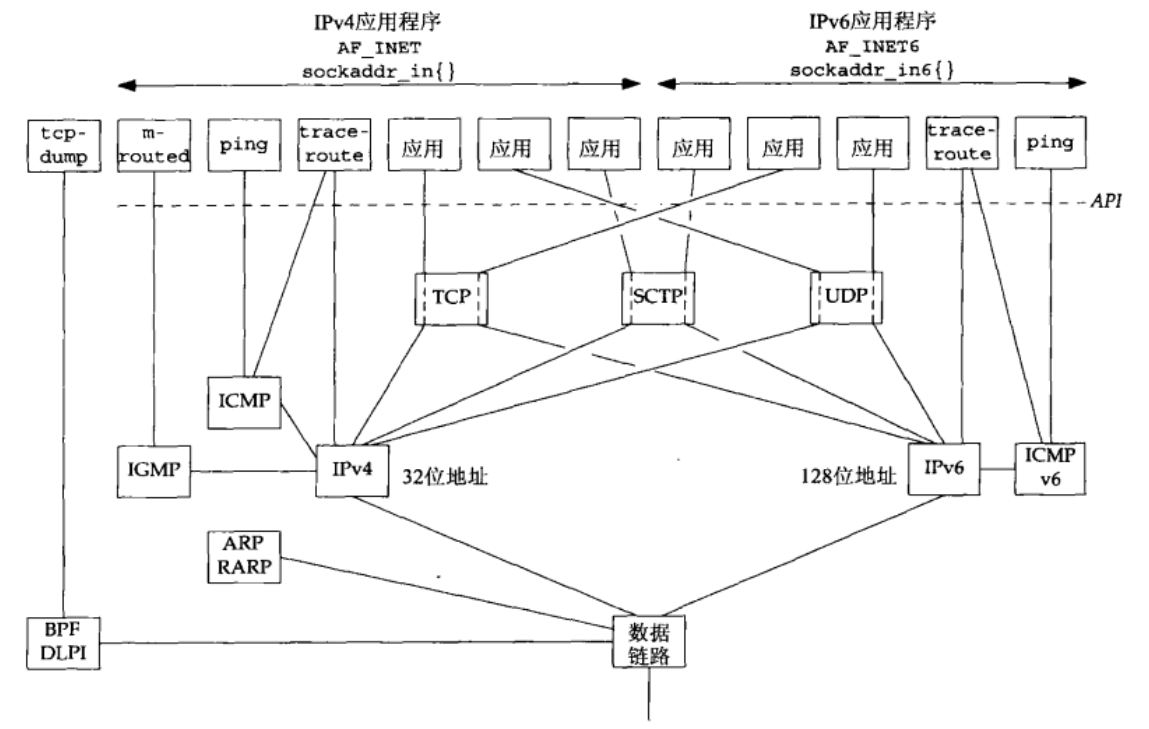 IPv4应用程序
AF_INET
sockaddr_in{}
IPv6应用程序
AF_INET6
sockaddr_in6{}
tcp-
dump
m-
routed
ping
trace-
route
应用
应用
应用
应用
应用
应用
trace-
route
ping
API
TCP
SCTP
UDP
ICMP
IGMP
IPv4
32位地址
128位地址
IPv6
ICMP
v6
ARP
RARP
BPF
DLPI
数据
链路